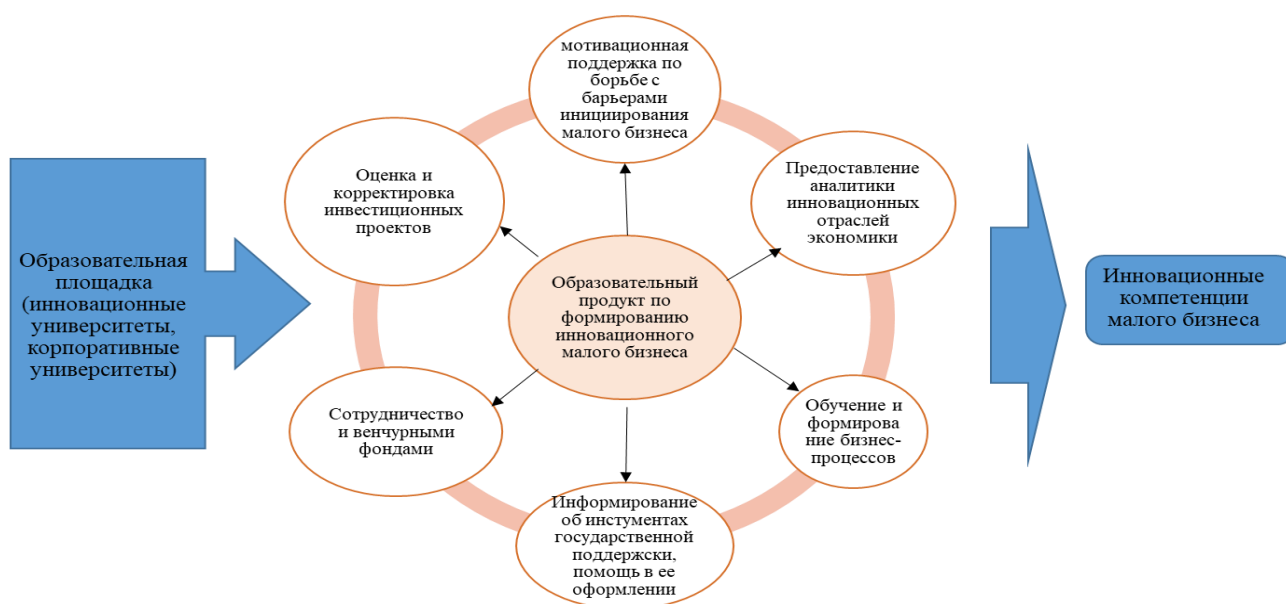 мотивационная
поддержка по
борьбе с
барьерами
инициирования
малого бизнеса
Оценка и
корректировка
инвестиционных
проектов
Предоставление
аналитики
инновационных
отраслей
экономики
Образовательная
площадка
(инновационные
университеты,
корпоративные
университеты)
Образовательный
продукт по
формированию
инновационного
малого бизнеса
Инновационные
компетенции
малого бизнеса
Сотрудничество
и венчурными
фондами
Обучение и
формирова
ние бизнес-
процессов
Информирование
об инстументах
государственной
поддержски,
помощь в ее
оформлении